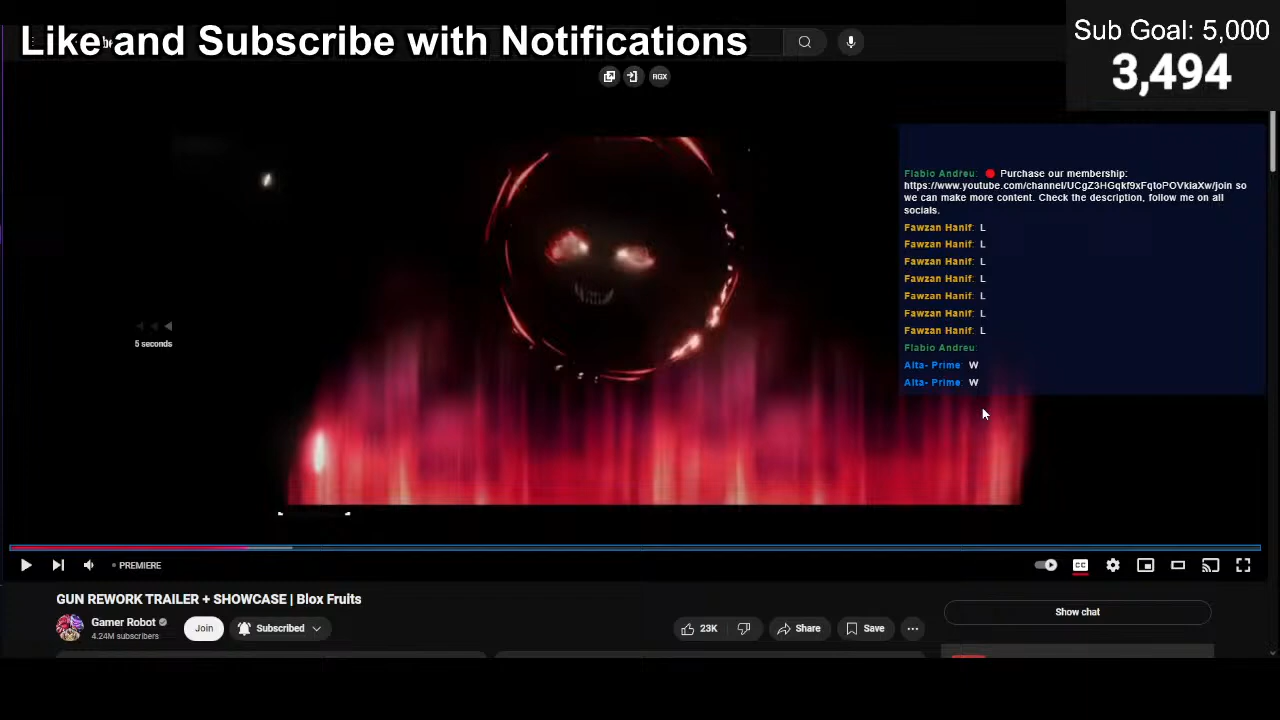 Like and Subscribe with Notifications
Sub Goal: 5,000
3,494
RGX
Flabio Andreu: Purchase our membership:
https://www.youtube.com/channel/UCgZ3HGqkf9xFqtoPOVkiaXw/join so
we can make more content. Check the description, follow me on all
socials.
Fawzan Hanif: L
Fawzan Hanif: L
Fawzan Hanif: L
Fawzan Hanif: L
Fawzan Hanif: L
Fawzan Hanif: L
Fawzan Hanif: L
Flabio Andreu:
Alta- Prime: W
Alta- Prime: W
5 seconds
PREMIERE
CC
GUN REWORK TRAILER + SHOWCASE | Blox Fruits
Gamer Robot
4.24M subscribers
Join
Subscribed
23K
Share
Save
Show chat